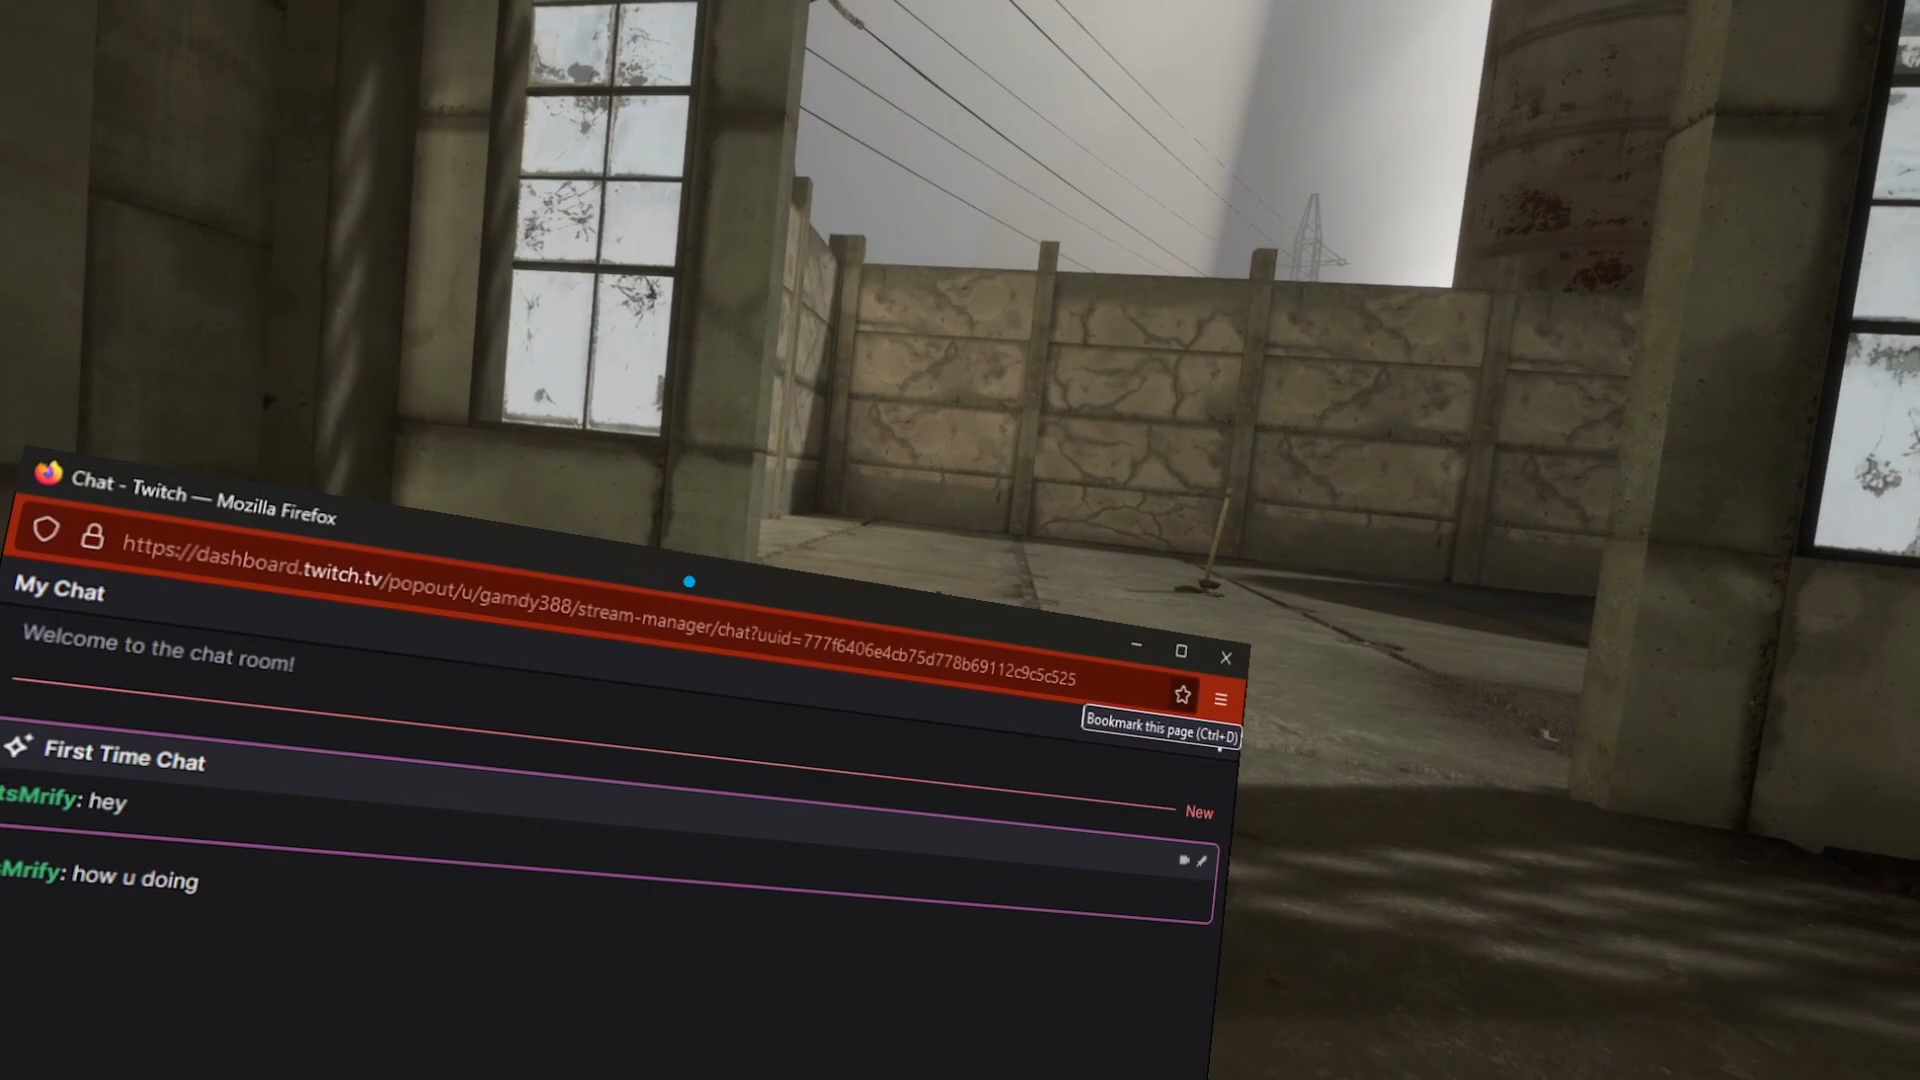 Chat - Twitch — Mozilla Firefox
https://dashboard.twitch.tv/popout/u/gamdy388/stream-manager/chat?uuid=777f6406e4cb75d778b69112c9c5c525
My Chat
Bookmark this page (Ctrl+D)
Welcome to the chat room!
New
First Time Chat
tsMrify: hey
sMrify: how u doing